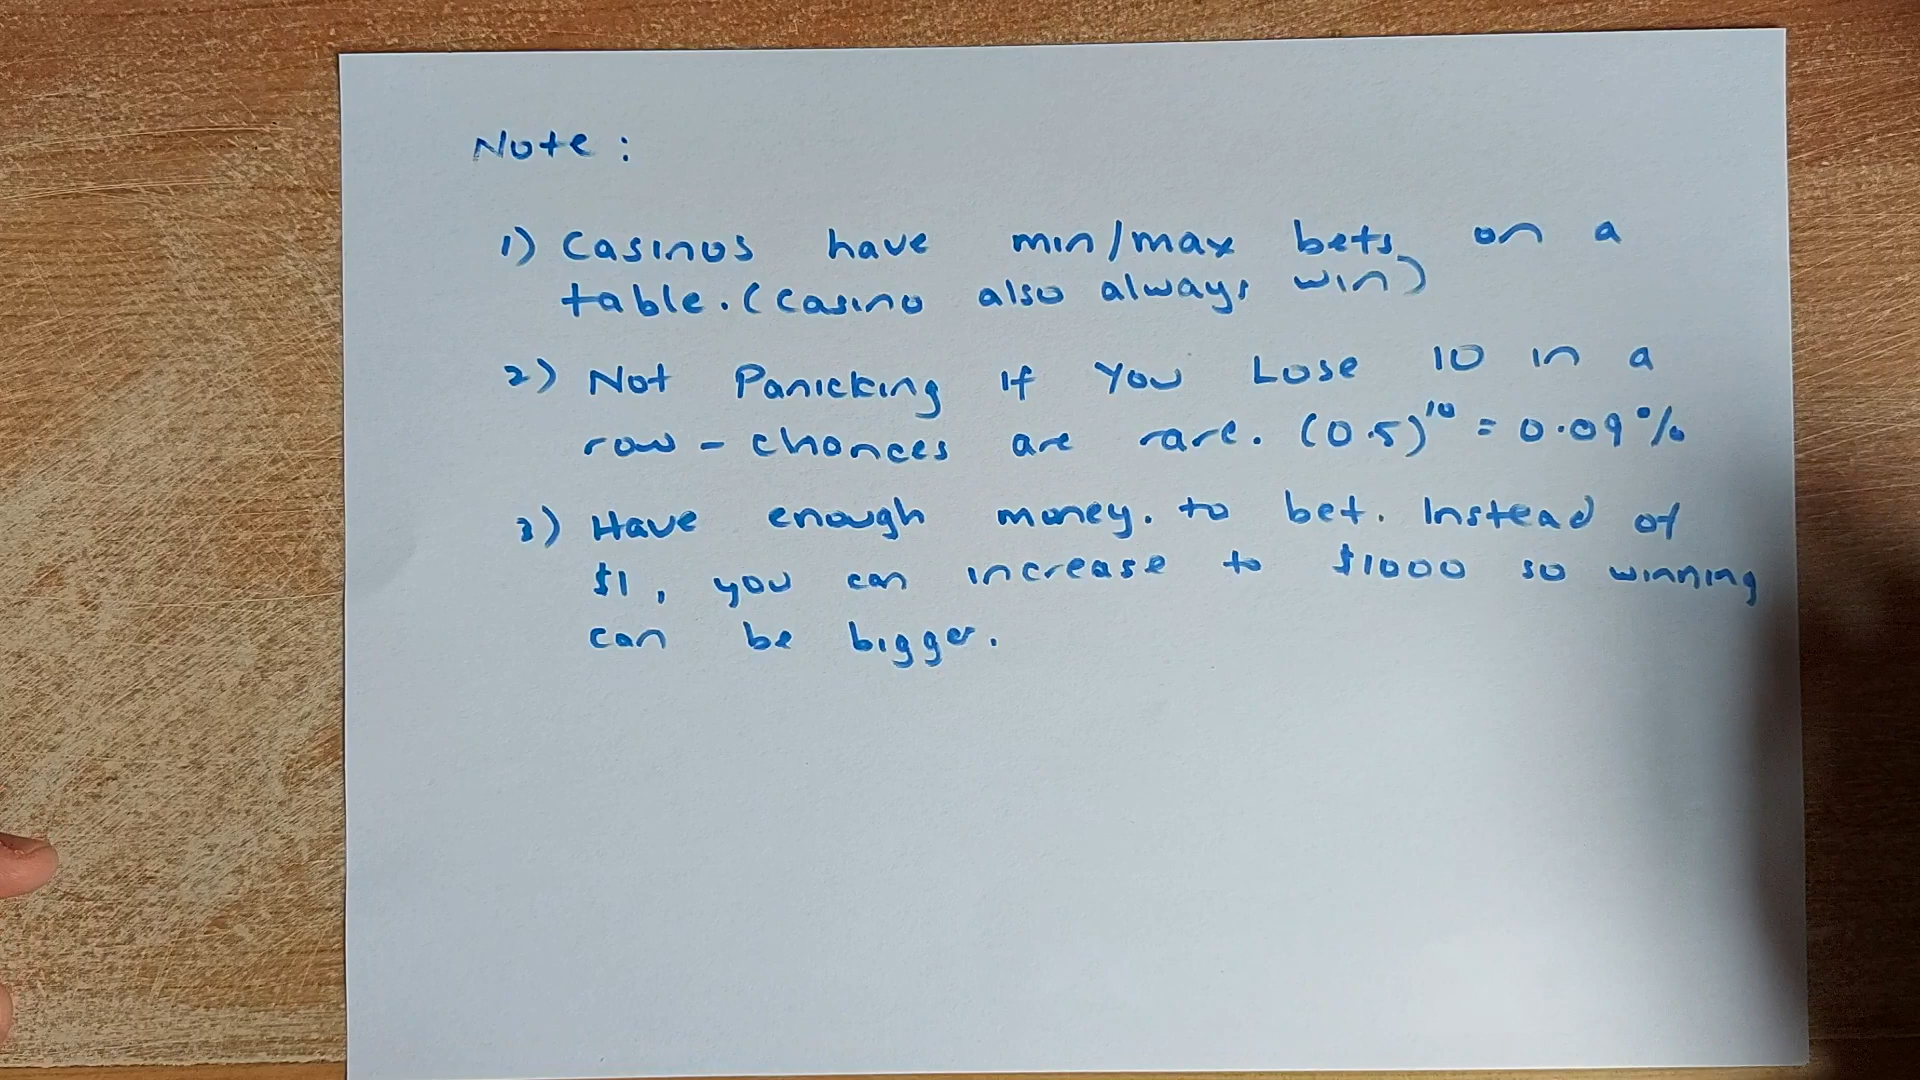 Note :
1) Casinos have min/max bets on a
table. (Casino also always win)
2) Not Panicking if You Lose 10 in a
row - chances are rare. (0.5)¹⁰ = 0.09%
3) Have enough money. to bet. Instead of
$1, you can increase to $1000 so winning
can be bigger.